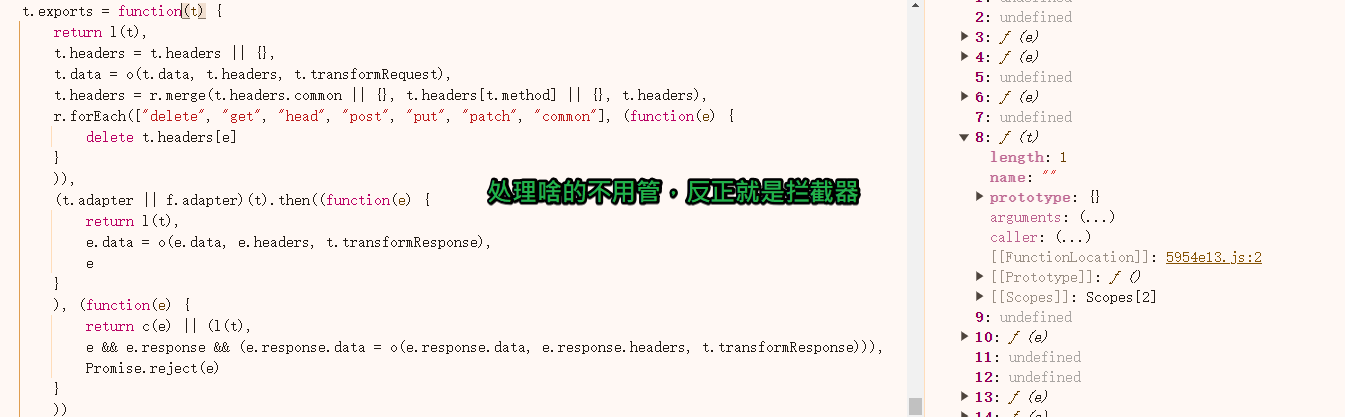 t.exports = function(t) {
return l(t),
t.headers = t.headers || {},
t.data = o(t.data, t.headers, t.transformRequest),
t.headers = r.merge(t.headers.common || {}, t.headers[t.method] || {}, t.headers),
r.forEach(["delete", "get", "head", "post", "put", "patch", "common"], (function(e) {
delete t.headers[e]
}
)),
(t.adapter || f.adapter)(t).then((function(e) {
return l(t),
e.data = o(e.data, e.headers, t.transformResponse),
e
}
), (function(e) {
return c(e) || (l(t),
e && e.response && (e.response.data = o(e.response.data, e.response.headers, t.transformResponse))),
Promise.reject(e)
}
))
处理啥的不用管，反正就是拦截器
2: undefined
3: ƒ (e)
4: ƒ (e)
5: undefined
6: ƒ (e)
7: undefined
8: ƒ (t)
length: 1
name: ""
prototype: {}
arguments: (...)
caller: (...)
[[FunctionLocation]]: 5954e13.js:2
[[Prototype]]: ƒ ()
[[Scopes]]: Scopes[2]
9: undefined
10: ƒ (e)
11: undefined
12: undefined
13: ƒ (e)